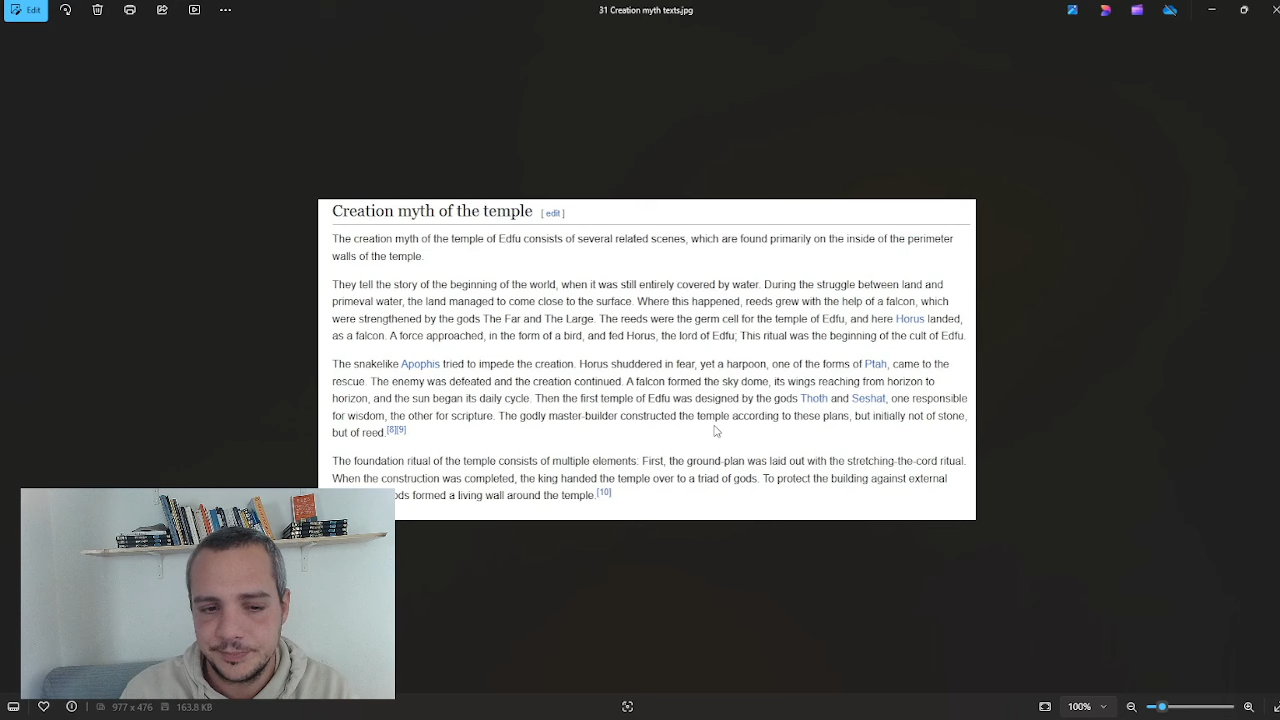 Edit
31 Creation myth texts.jpg
Creation myth of the temple [ edit ]
The creation myth of the temple of Edfu consists of several related scenes, which are found primarily on the inside of the perimeter
walls of the temple.
They tell the story of the beginning of the world, when it was still entirely covered by water. During the struggle between land and
primeval water, the land managed to come close to the surface. Where this happened, reeds grew with the help of a falcon, which
were strengthened by the gods The Far and The Large. The reeds were the germ cell for the temple of Edfu, and here Horus landed,
as a falcon. A force approached, in the form of a bird, and fed Horus, the lord of Edfu; This ritual was the beginning of the cult of Edfu.
The snakelike Apophis tried to impede the creation. Horus shuddered in fear, yet a harpoon, one of the forms of Ptah, came to the
rescue. The enemy was defeated and the creation continued. A falcon formed the sky dome, its wings reaching from horizon to
horizon, and the sun began its daily cycle. Then the first temple of Edfu was designed by the gods Thoth and Seshat, one responsible
for wisdom, the other for scripture. The godly master-builder constructed the temple according to these plans, but initially not of stone,
but of reed.[8][9]
The foundation ritual of the temple consists of multiple elements: First, the ground-plan was laid out with the stretching-the-cord ritual.
When the construction was completed, the king handed the temple over to a triad of gods. To protect the building against external
formed a living wall around the temple.[10]
977 x 476 163.8 KB
100%